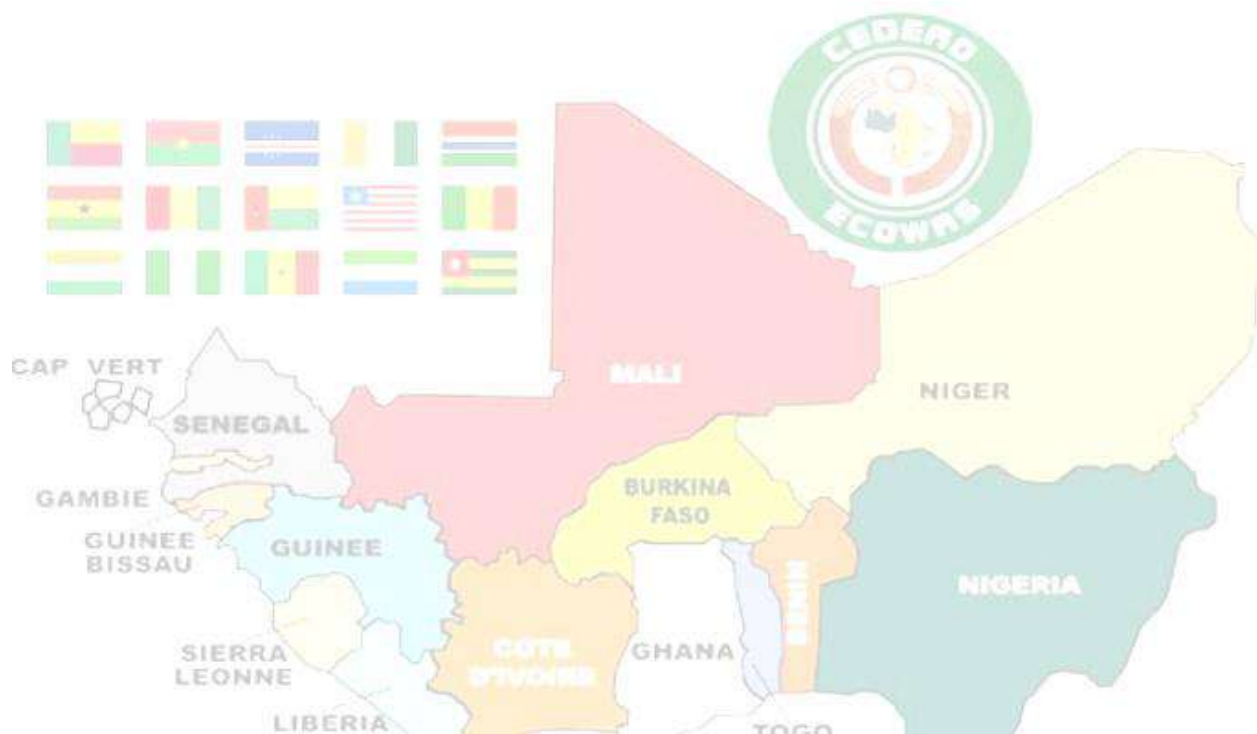 CEDEAO
ECOWAS
CAP VERT
MALI
NIGER
SENEGAL
BURKINA
FASO
GAMBIE
GUINEE
BISSAU
GUINEE
NIGERIA
BENIN
SIERRA
LEONNE
COTE
D'IVOIRE
GHANA
LIBERIA
TOGO